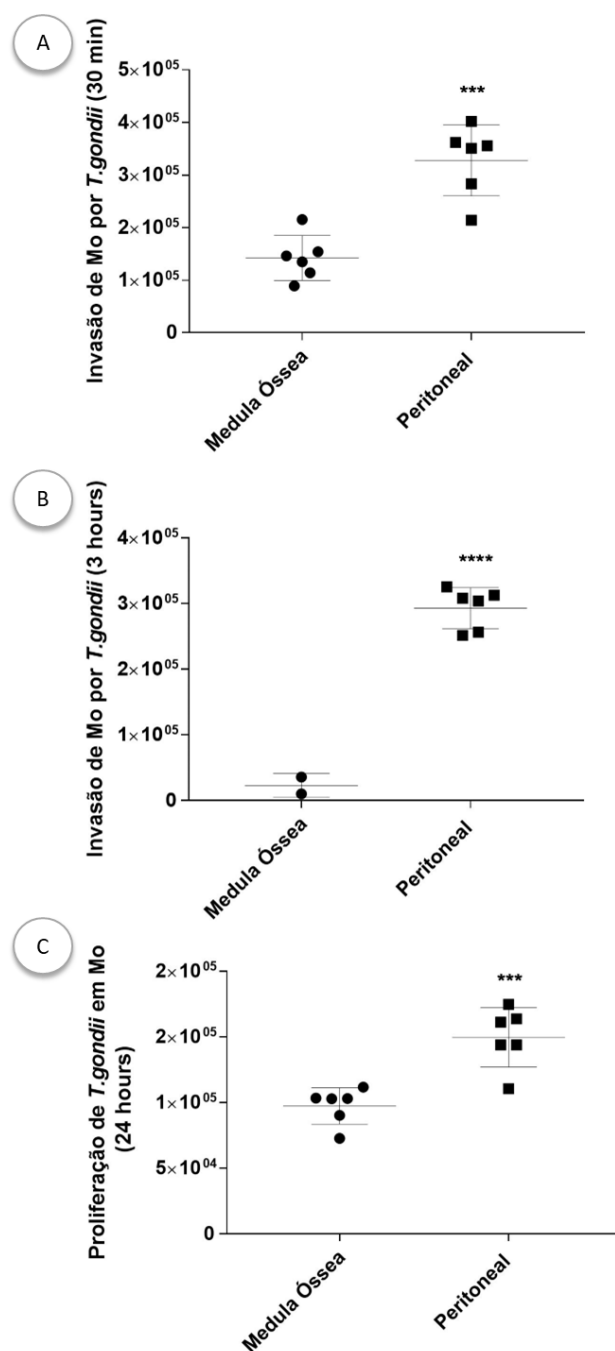 A
Invasão de Mo por T.gondii (30 min)
5×10⁰⁵
4×10⁰⁵
3×10⁰⁵
2×10⁰⁵
1×10⁰⁵
0
***
Medula Óssea
Peritoneal
B
Invasão de Mo por T.gondii (3 hours)
4×10⁰⁵
3×10⁰⁵
2×10⁰⁵
1×10⁰⁵
0
****
Medula Óssea
Peritoneal
C
Proliferação de T.gondii em Mo
(24 hours)
2×10⁰⁵
2×10⁰⁵
1×10⁰⁵
5×10⁰⁴
0
***
Medula Óssea
Peritoneal